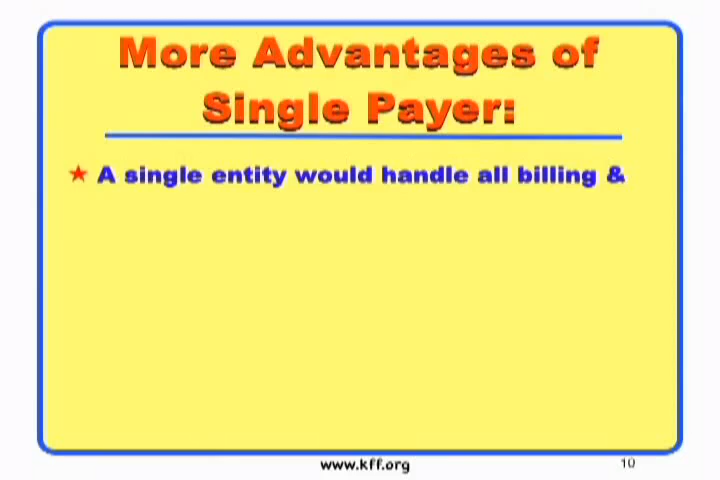 More Advantages of
Single Payer:
★ A single entity would handle all billing &
www.kff.org
10